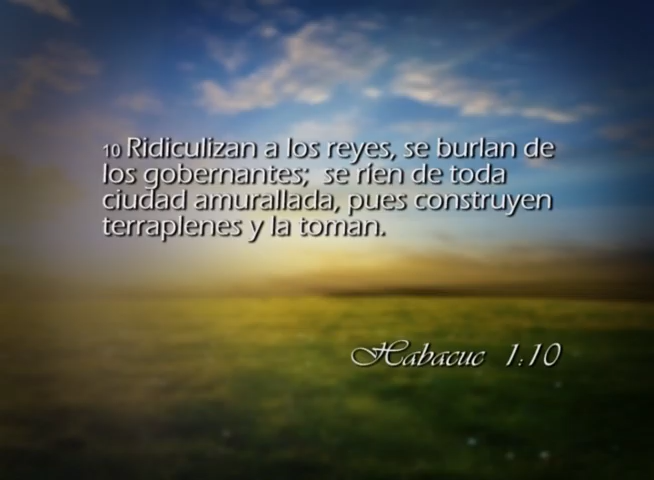 10 Ridiculizan a los reyes, se burlan de
los gobernantes; se ríen de toda
ciudad amurallada, pues construyen
terraplenes y la toman.
Habacuc 1:10